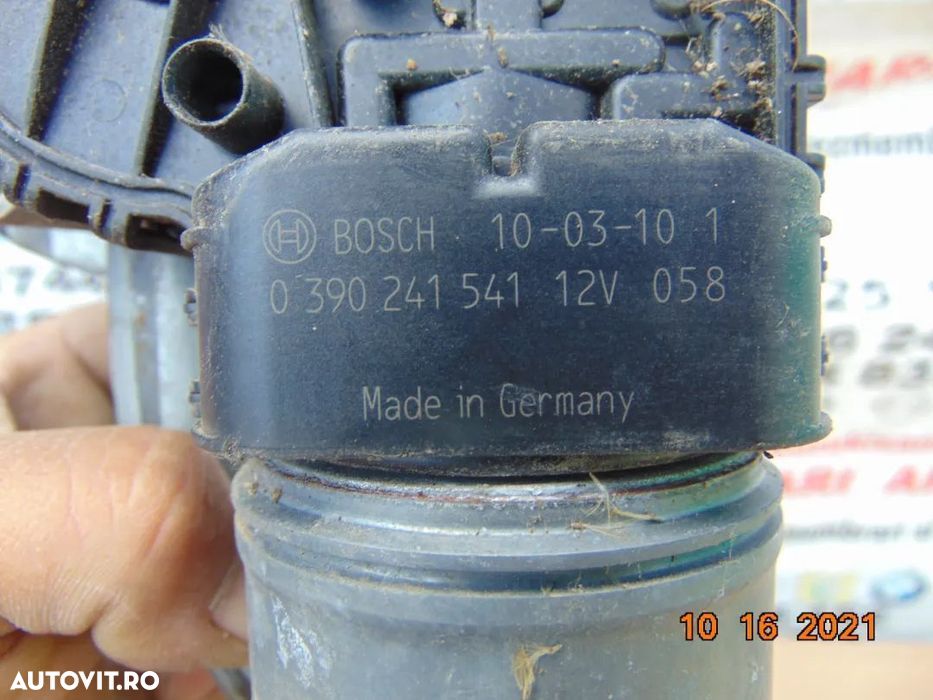 BOSCH 10-03-10 1
0 390 241 541 12V 058
Made in Germany
10 16 2021
AUTOVIT.RO